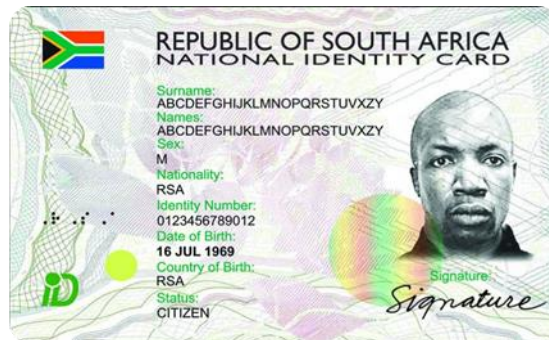 REPUBLIC OF SOUTH AFRICA
NATIONAL IDENTITY CARD
Surname:
ABCDEFGHIJKLMNOPQRSTUVXZY
Names:
ABCDEFGHIJKLMNOPQRSTUVXZY
Sex:
M
Nationality:
RSA
Identity Number:
0123456789012
Date of Birth:
16 JUL 1969
Country of Birth:
RSA
Status:
CITIZEN
iD
Signature:
Signature